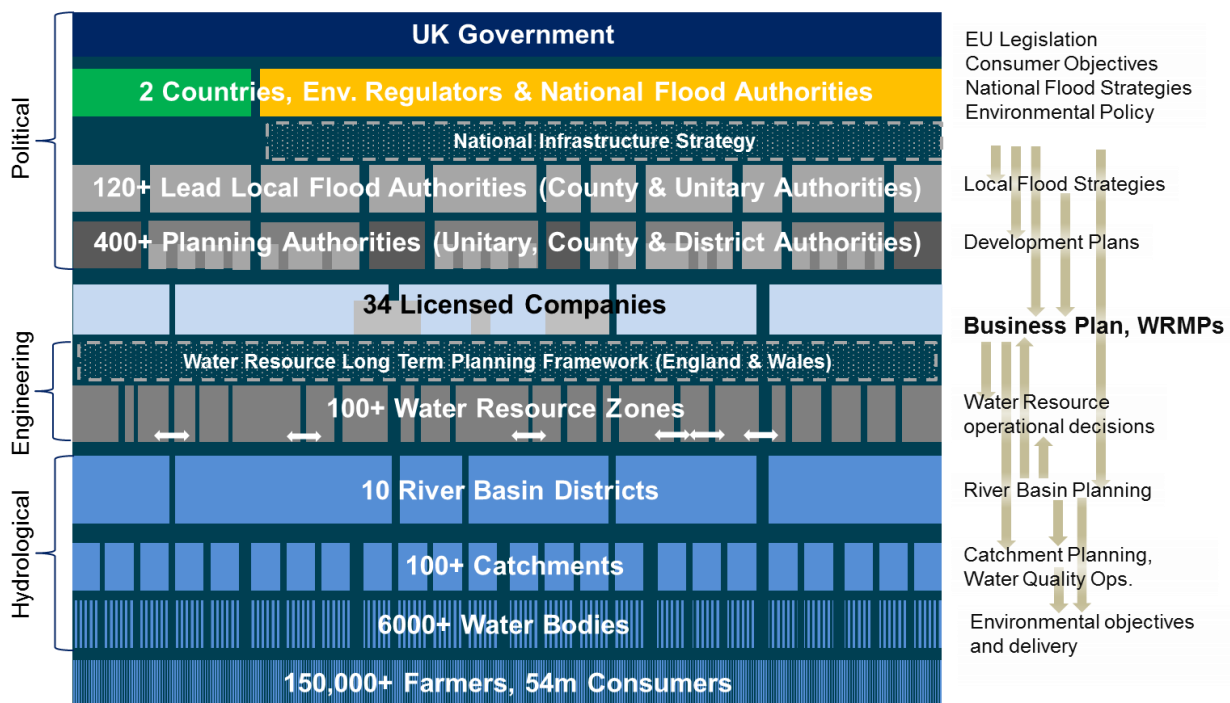 Political
Engineering
Hydrological
UK Government
2 Countries, Env. Regulators & National Flood Authorities
National Infrastructure Strategy
120+ Lead Local Flood Authorities (County & Unitary Authorities)
400+ Planning Authorities (Unitary, County & District Authorities)
34 Licensed Companies
Water Resource Long Term Planning Framework (England & Wales)
100+ Water Resource Zones
10 River Basin Districts
100+ Catchments
6000+ Water Bodies
150,000+ Farmers, 54m Consumers
EU Legislation
Consumer Objectives
National Flood Strategies
Environmental Policy
Local Flood Strategies
Development Plans
Business Plan, WRMPs
Water Resource
operational decisions
River Basin Planning
Catchment Planning,
Water Quality Ops.
Environmental objectives
and delivery